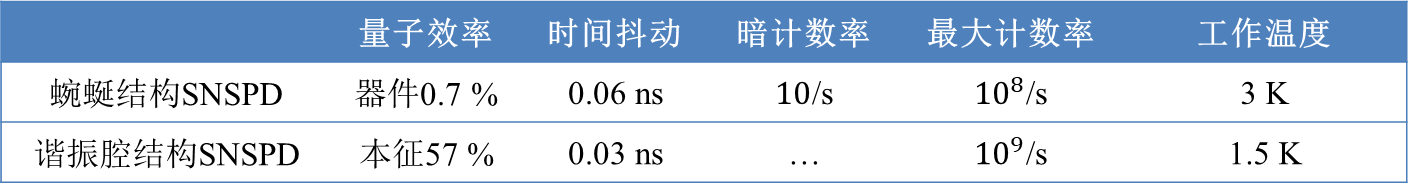 量子效率 时间抖动 暗计数率 最大计数率 工作温度
蜿蜒结构SNSPD 器件0.7 % 0.06 ns 10/s 10⁸/s 3 K
谐振腔结构SNSPD 本征57 % 0.03 ns … 10⁹/s 1.5 K